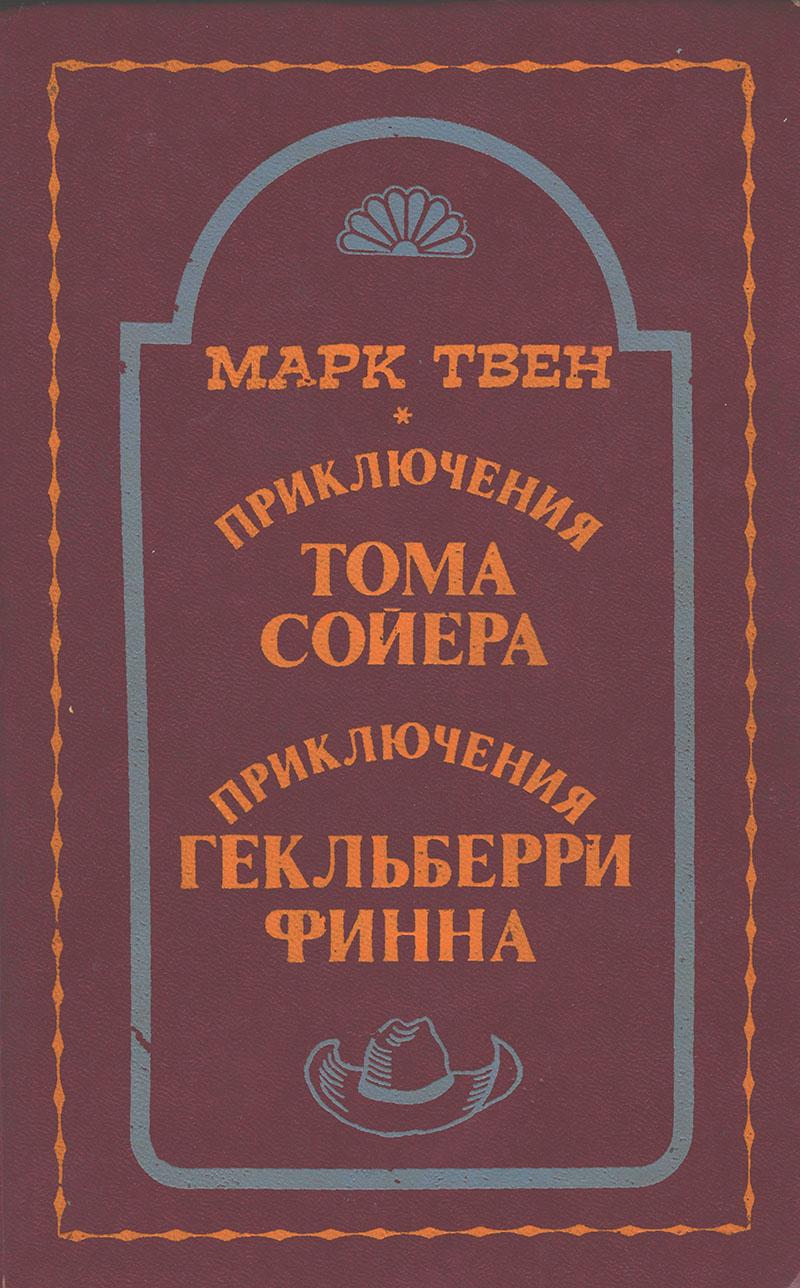 МАРК ТВЕН
*
ПРИКЛЮЧЕНИЯ
ТОМА
СОЙЕРА
ПРИКЛЮЧЕНИЯ
ГЕКЛЬБЕРРИ
ФИННА